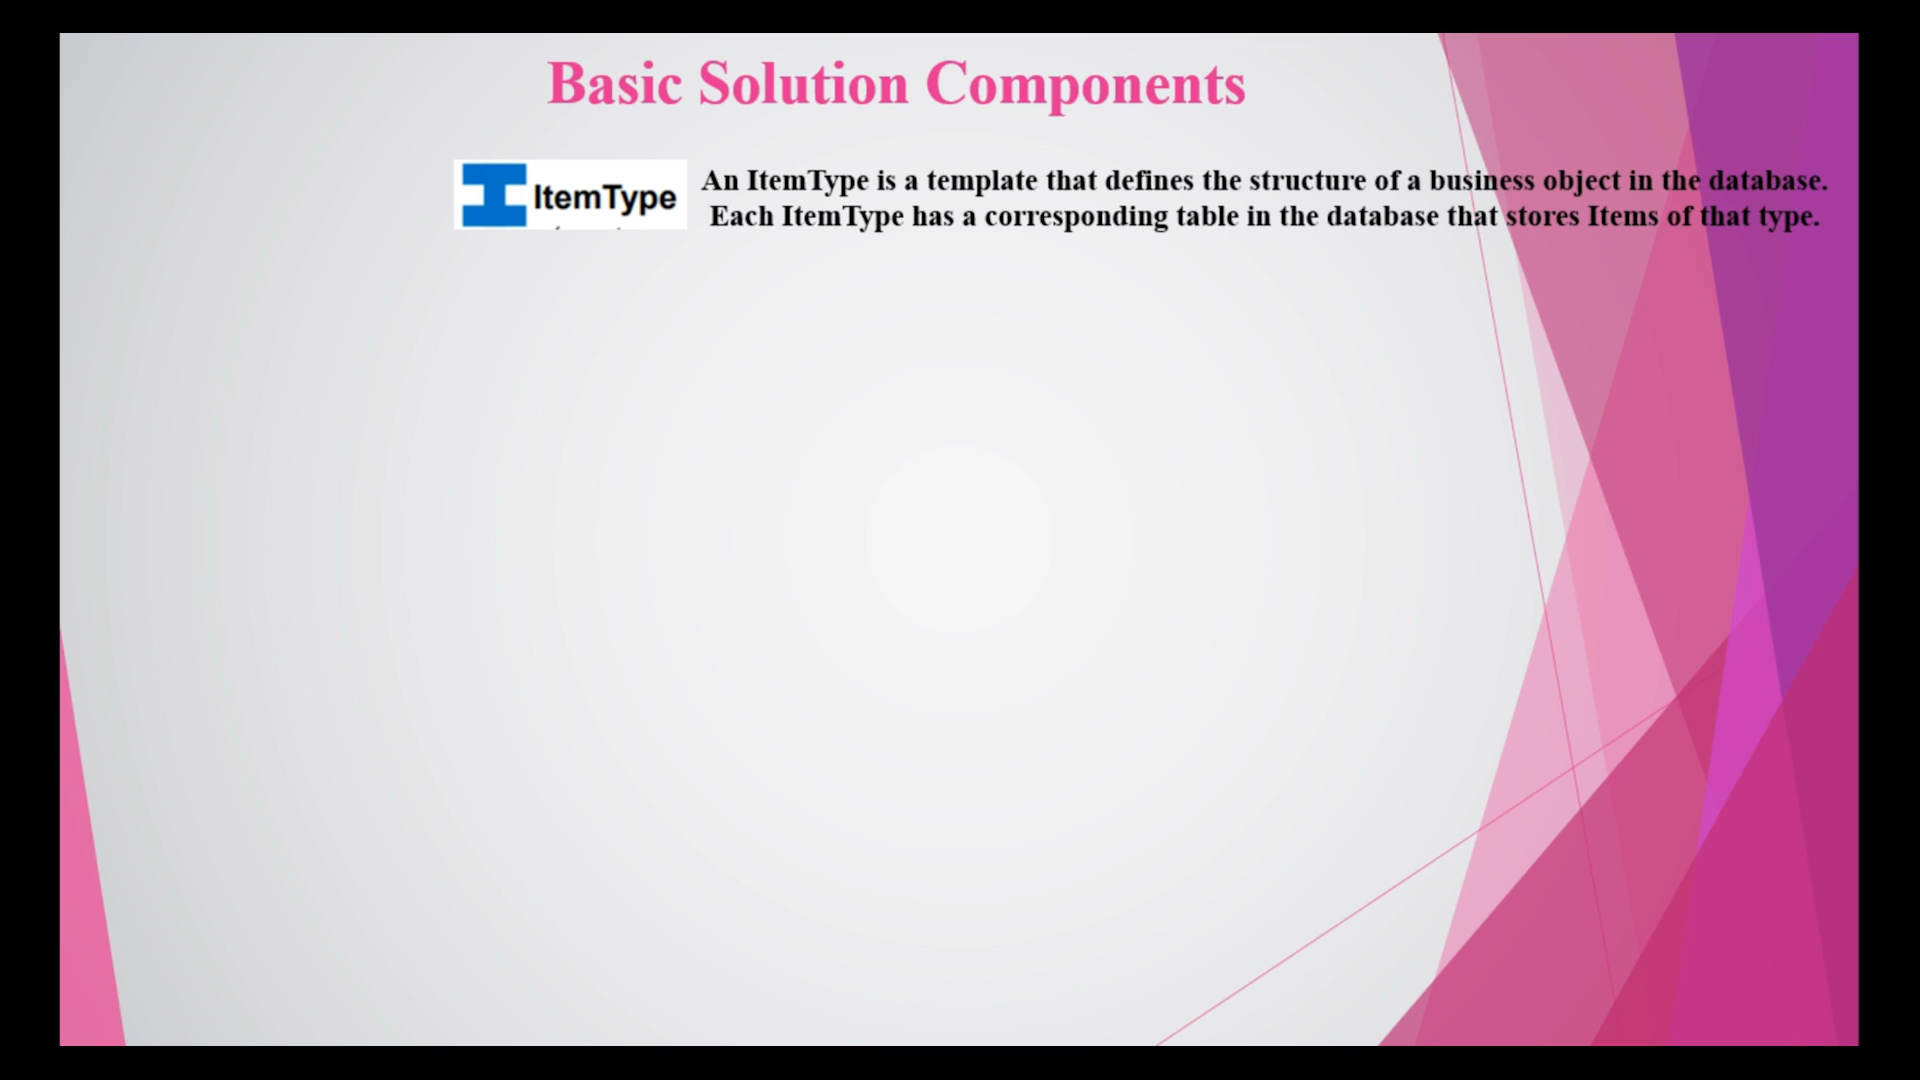 Basic Solution Components
ItemType
An ItemType is a template that defines the structure of a business object in the database.
Each ItemType has a corresponding table in the database that stores Items of that type.